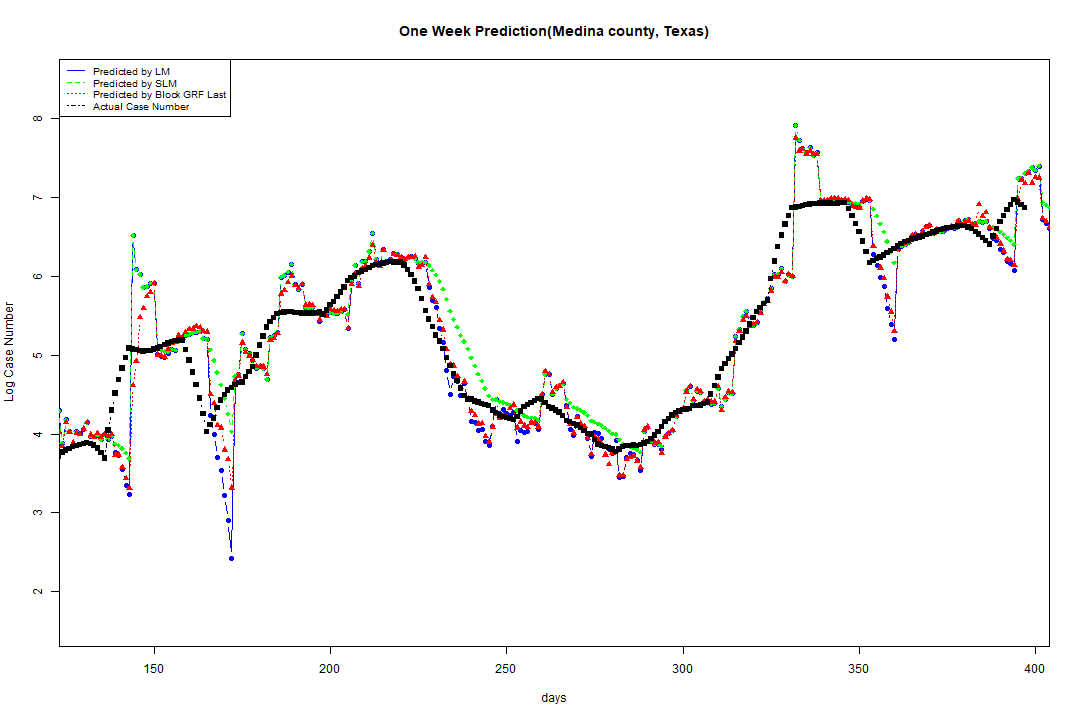 One Week Prediction(Medina county, Texas)
Predicted by LM
Predicted by SLM
Predicted by Block GRF Last
Actual Case Number
Log Case Number
8
7
6
5
4
3
2
150 200 250 300 350 400
days